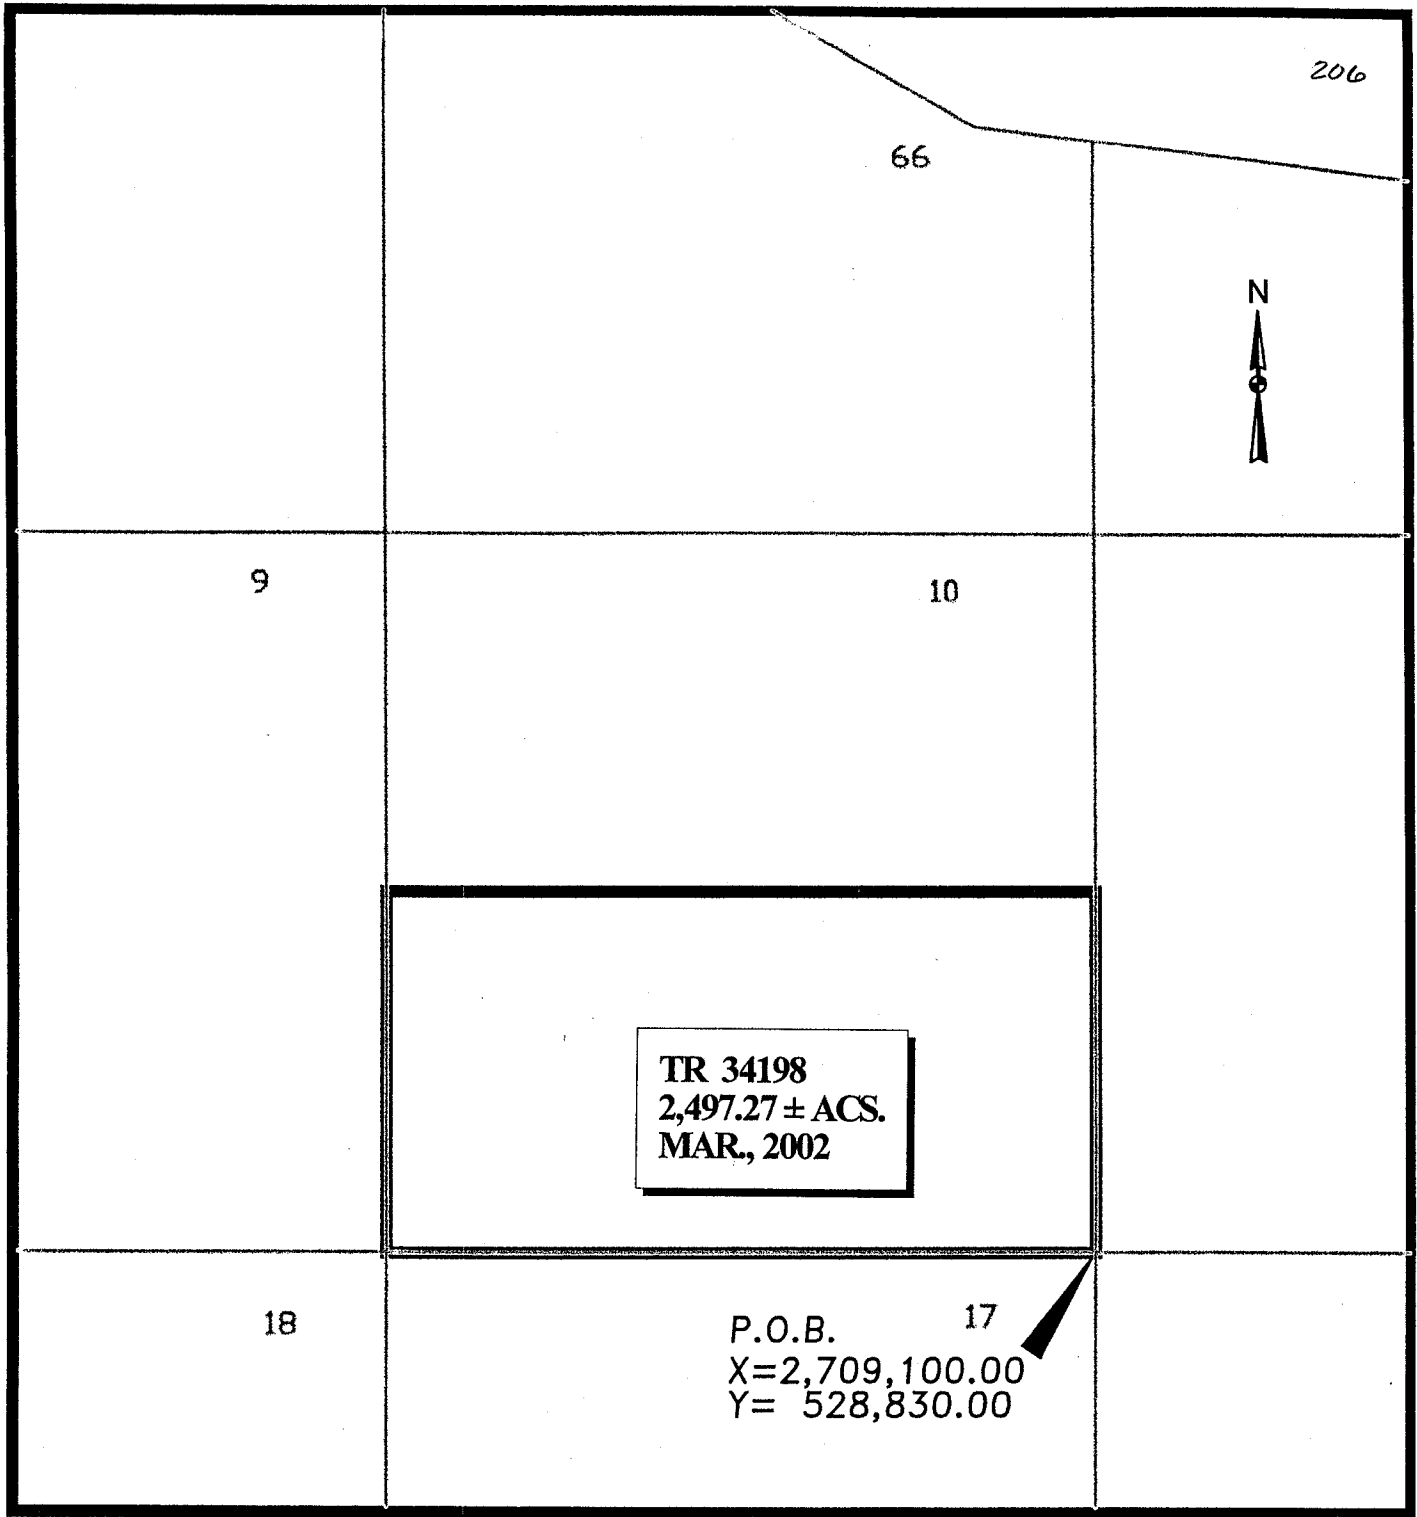 206
66
N
9
10
TR 34198
2,497.27 ± ACS.
MAR., 2002
18
17
P.O.B.
X=2,709,100.00
Y= 528,830.00